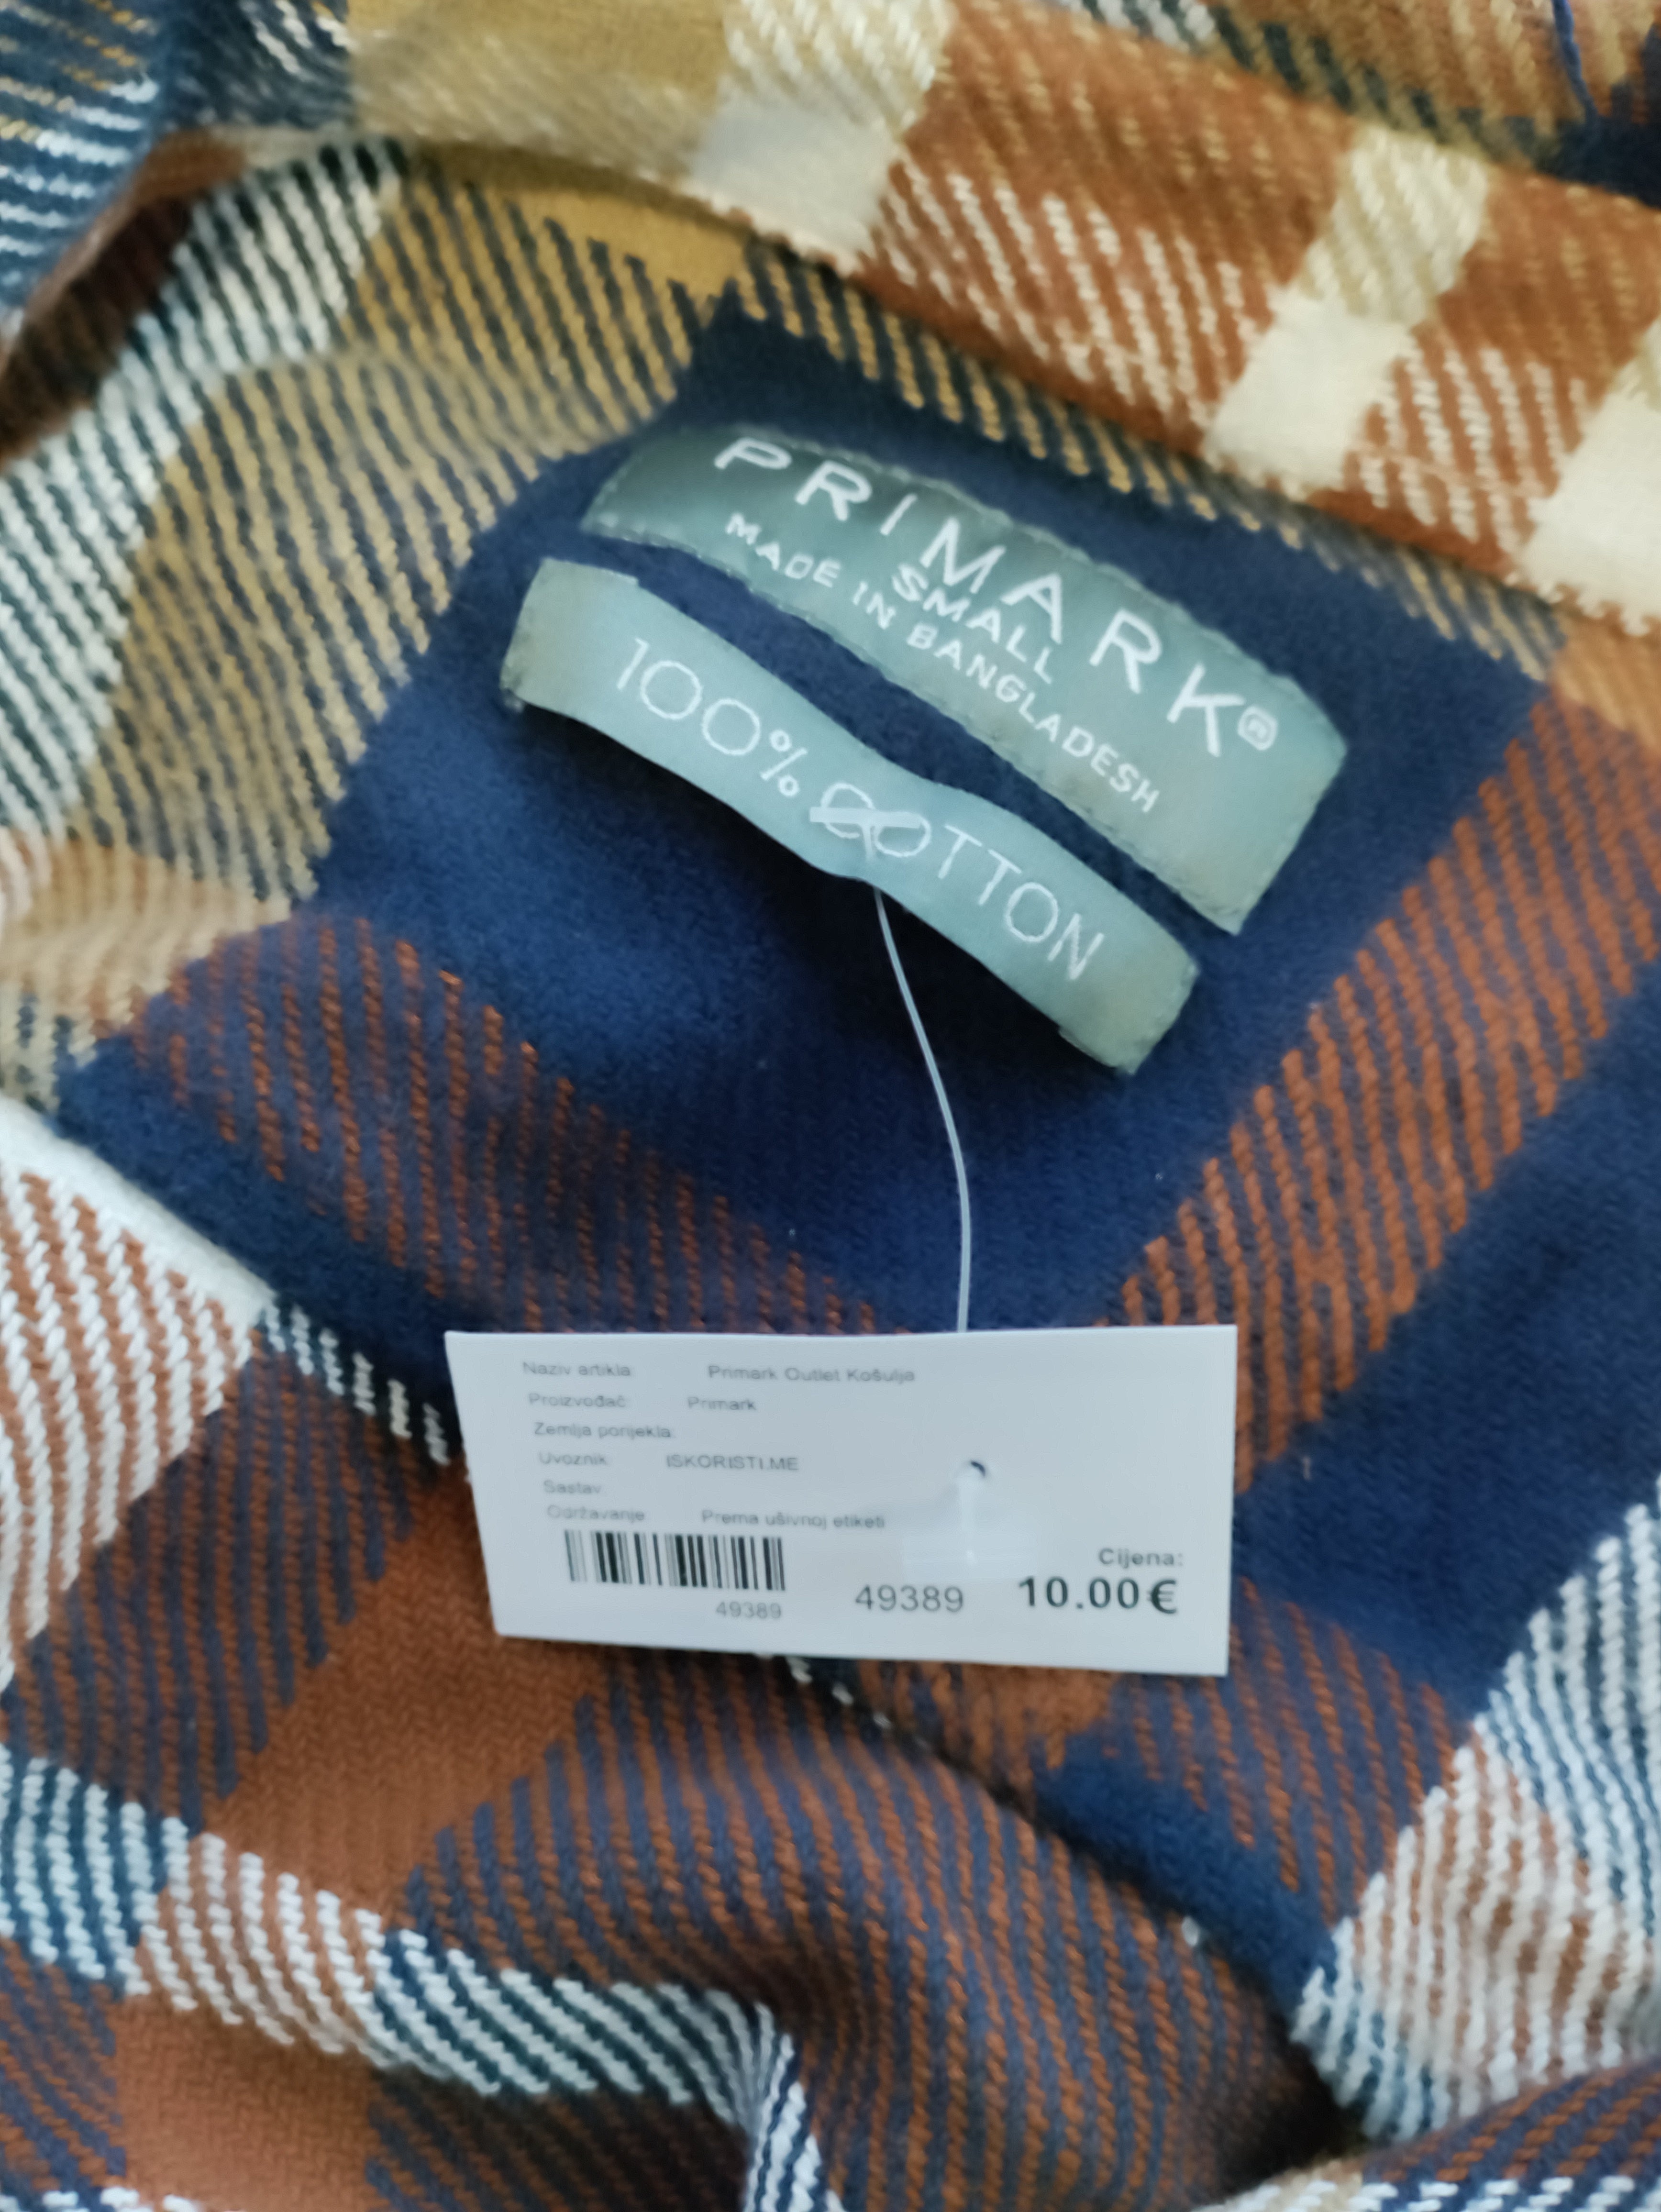 PRIMARK®
SMALL
MADE IN BANGLADESH
100% COTTON
Naziv artikla: Primark Outlet Košulja
Proizvođač: Primark
Zemlja porijekla:
Uvoznik: ISKORISTI.ME
Sastav:
Održavanje Prema ušivnoj etiketi
Cijena:
49389 49389 10.00€